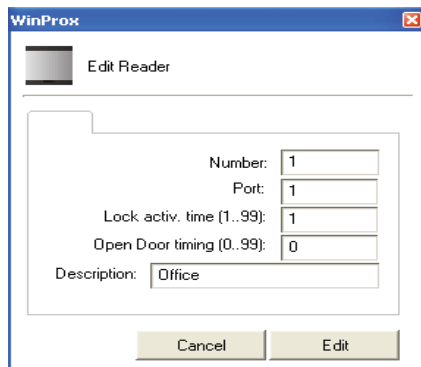 WinProx
Edit Reader
Number: 1
Port: 1
Lock activ. time (1..99): 1
Open Door timing (0..99): 0
Description: Office
Cancel Edit